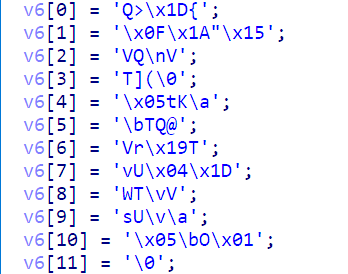 v6[0] = 'Q>\x1D{';
v6[1] = '\x0F\x1A"\x15';
v6[2] = 'VQ\nV';
v6[3] = 'T](\0';
v6[4] = '\x05tK\a';
v6[5] = '\bTQ@';
v6[6] = 'Vr\x19T';
v6[7] = 'vU\x04\x1D';
v6[8] = 'WT\vV';
v6[9] = 'sU\v\a';
v6[10] = '\x05\bO\x01';
v6[11] = '\0';